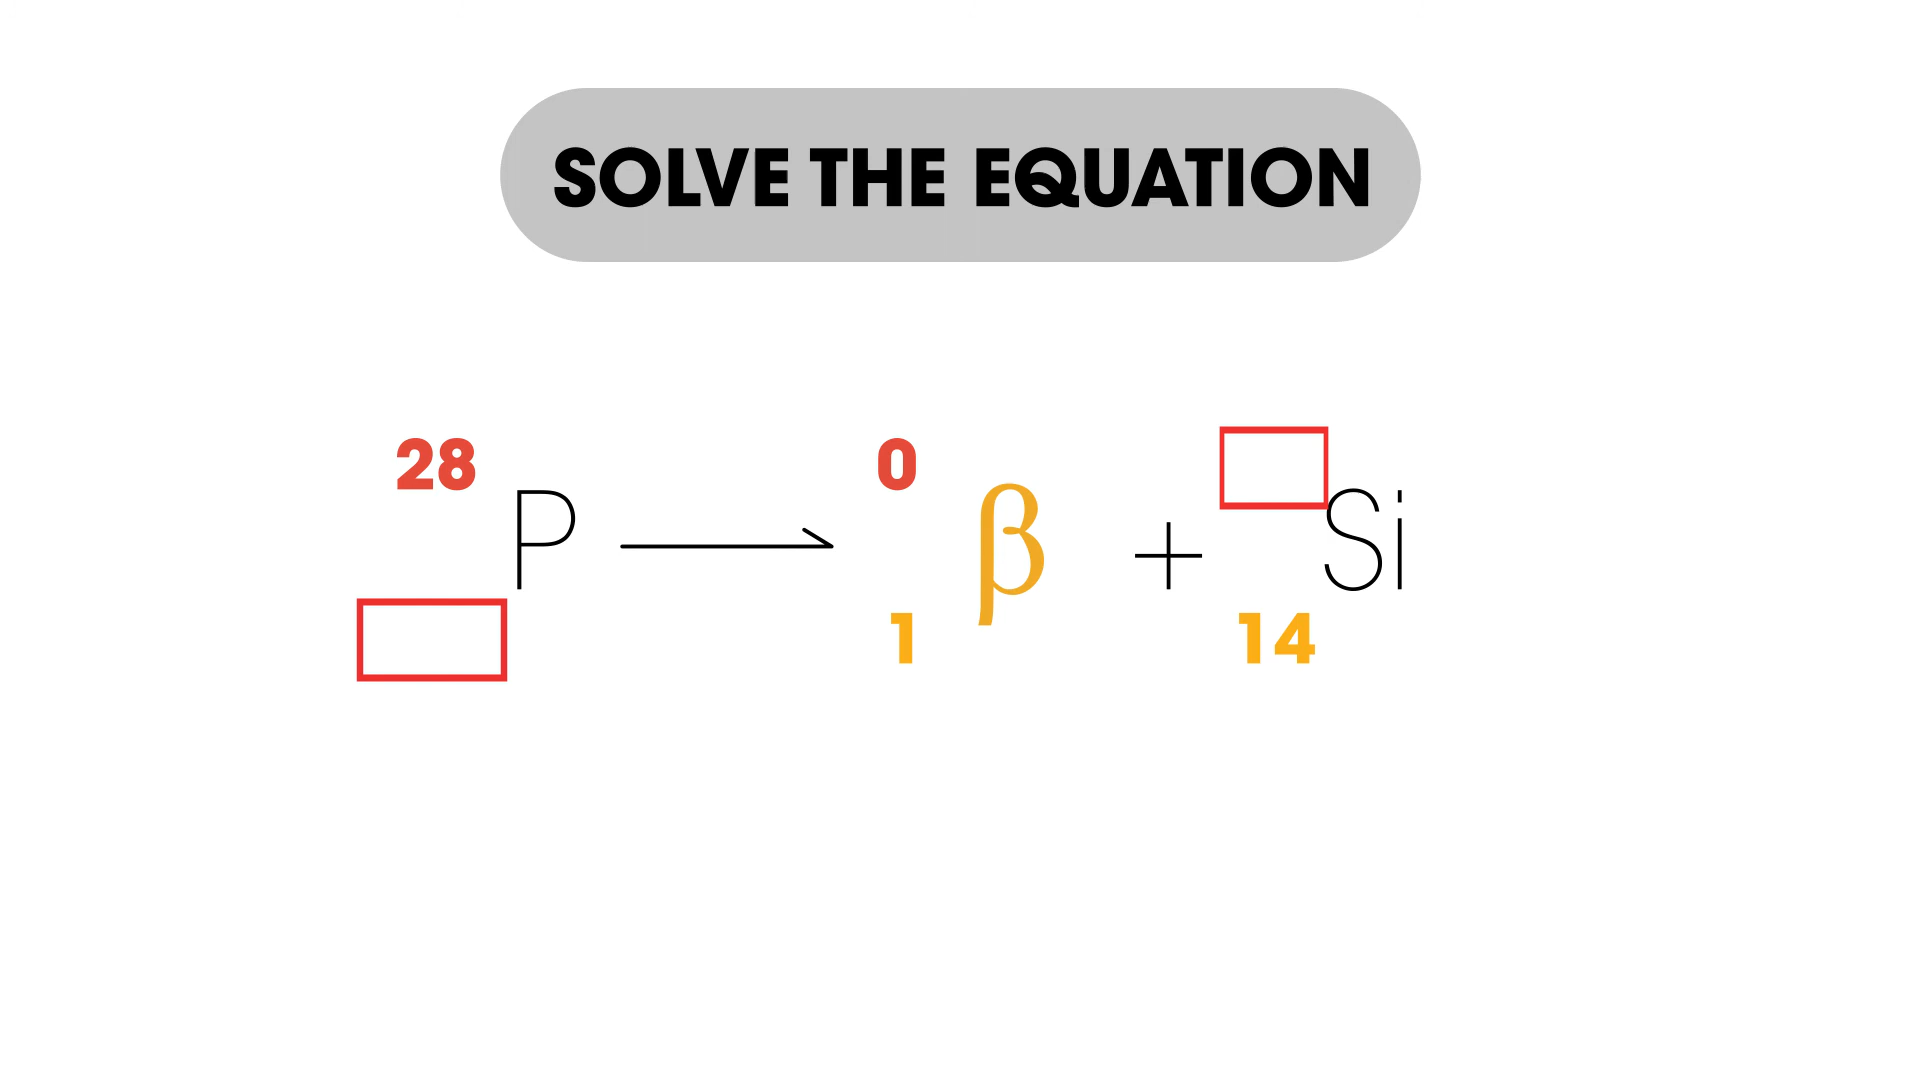 SOLVE THE EQUATION
28 0
P β + Si
1 14